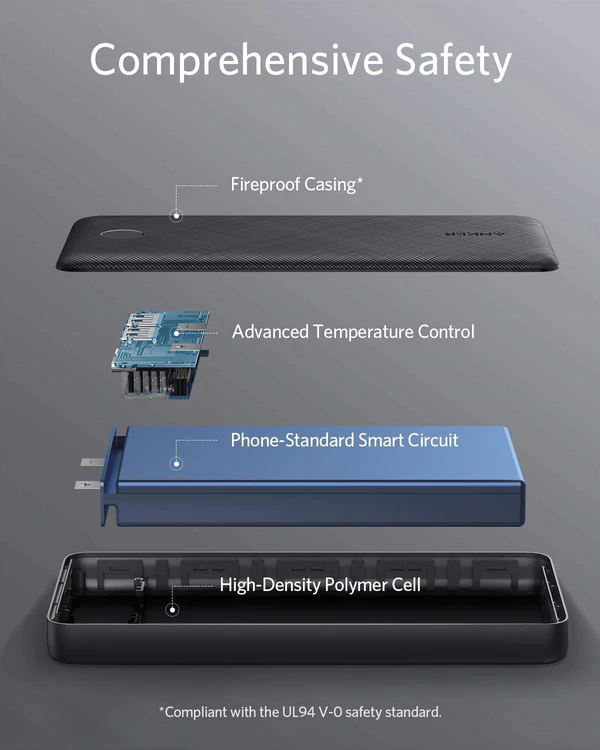 Comprehensive Safety
Fireproof Casing*
ANKER
Advanced Temperature Control
Phone-Standard Smart Circuit
High-Density Polymer Cell
*Compliant with the UL94 V-0 safety standard.